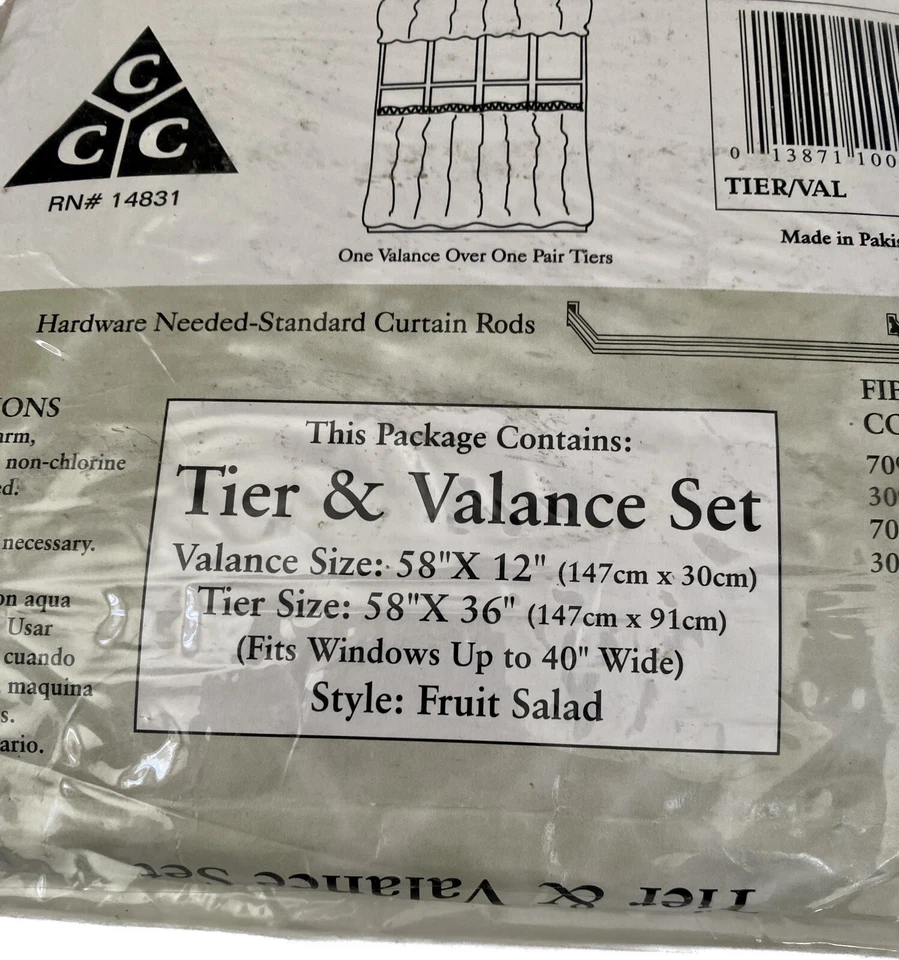 C
C C
RN# 14831
One Valance Over One Pair Tiers
0 13871 100
TIER/VAL
Made in Pakis
Hardware Needed-Standard Curtain Rods
IONS
arm,
non-chlorine
ed.
necessary.
on aqua
Usar
cuando
maquina
s.
ario.
This Package Contains:
Tier & Valance Set
Valance Size: 58"X 12" (147cm x 30cm)
Tier Size: 58"X 36" (147cm x 91cm)
(Fits Windows Up to 40" Wide)
Style: Fruit Salad
FIB
CO
70%
30
70
30
Tier & Valance Set